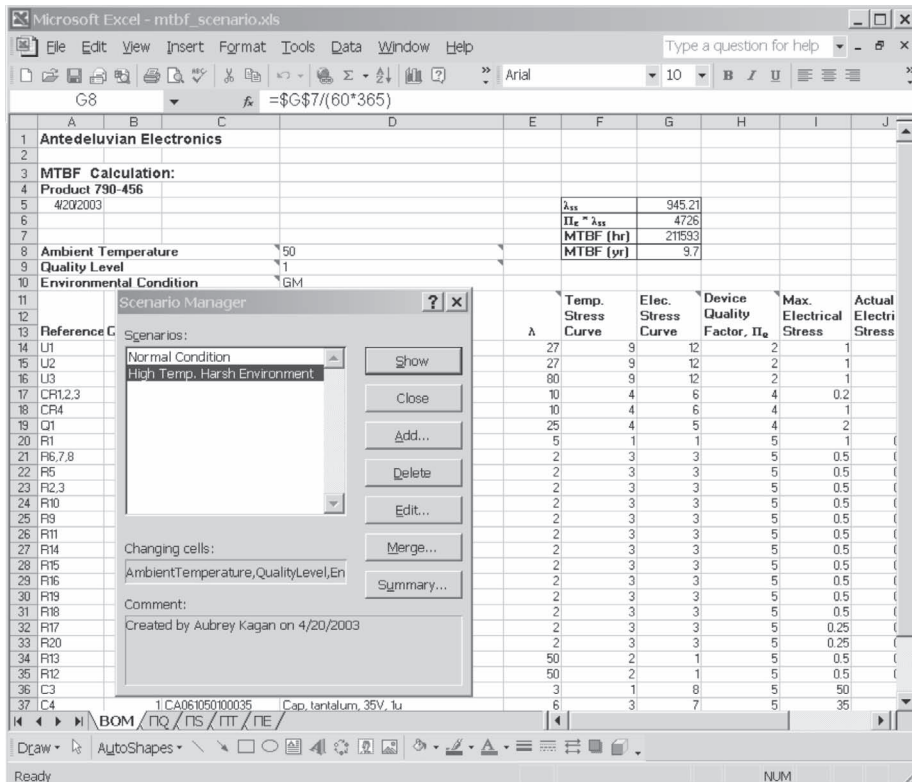 Microsoft Excel - mtbf_scenario.xls
File Edit View Insert Format Tools Data Window Help Type a question for help
Arial 10 B I U
G8 fx =$G$7/(60*365)
A B C D E F G H I J
1 Antedeluvian Electronics
2
3 MTBF Calculation:
4 Product 790-456
5 4/20/2003 λss 945.21
6 ΠE * λss 4726
7 MTBF (hr) 211593
8 Ambient Temperature 50 MTBF (yr) 9.7
9 Quality Level 1
10 Environmental Condition GM
11 Temp. Elec. Device Max. Actual
12 Stress Stress Quality Electrical Electri
13 Reference C λ Curve Curve Factor, ΠQ Stress Stress
14 U1 27 9 12 2 1
15 U2 27 9 12 2 1
16 U3 80 9 12 2 1
17 CR1,2,3 10 4 6 4 0.2
18 CR4 10 4 6 4 1
19 Q1 25 4 5 4 2
20 R1 5 1 1 5 1
21 R6,7,8 2 3 3 5 0.5
22 R5 2 3 3 5 0.5
23 R2,3 2 3 3 5 0.5
24 R10 2 3 3 5 0.5
25 R9 2 3 3 5 0.5
26 R11 2 3 3 5 0.5
27 R14 2 3 3 5 0.5
28 R15 2 3 3 5 0.5
29 R16 2 3 3 5 0.5
30 R19 2 3 3 5 0.5
31 R18 2 3 3 5 0.5
32 R17 2 3 3 5 0.25
33 R20 2 3 3 5 0.25
34 R13 50 2 1 5 0.5
35 R12 50 2 1 5 0.5
36 C3 3 1 8 5 50
37 C4 1 CA061050100035 Cap, tantalum, 35V, 1u 6 3 7 5 35
Scenario Manager
Scenarios:
Normal Condition
High Temp. Harsh Environment
Show
Close
Add...
Delete
Edit...
Merge...
Summary...
Changing cells:
AmbientTemperature,QualityLevel,En
Comment:
Created by Aubrey Kagan on 4/20/2003
BOM ΠQ ΠS ΠT ΠE
Draw AutoShapes
Ready NUM